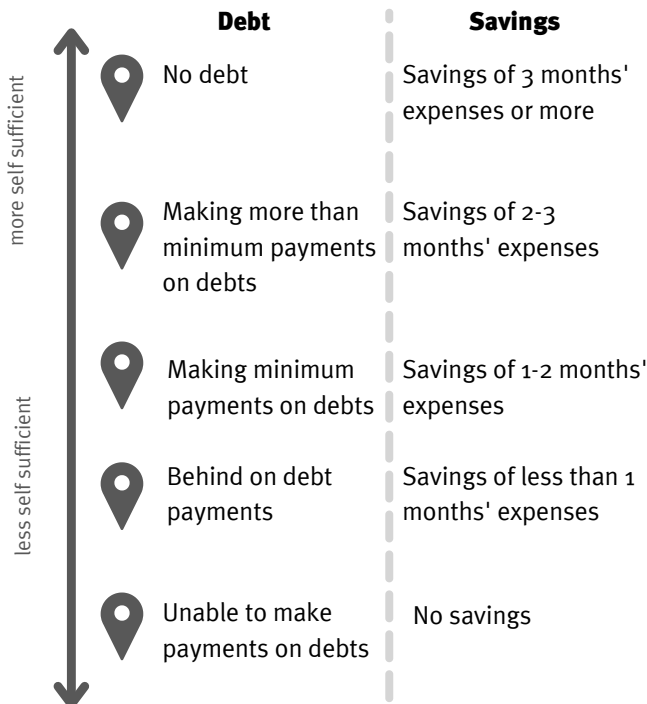 Debt
Savings
more self sufficient
No debt
Savings of 3 months'
expenses or more
Making more than
minimum payments
on debts
Savings of 2-3
months' expenses
less self sufficient
Making minimum
payments on debts
Savings of 1-2 months'
expenses
Behind on debt
payments
Savings of less than 1
months' expenses
Unable to make
payments on debts
No savings